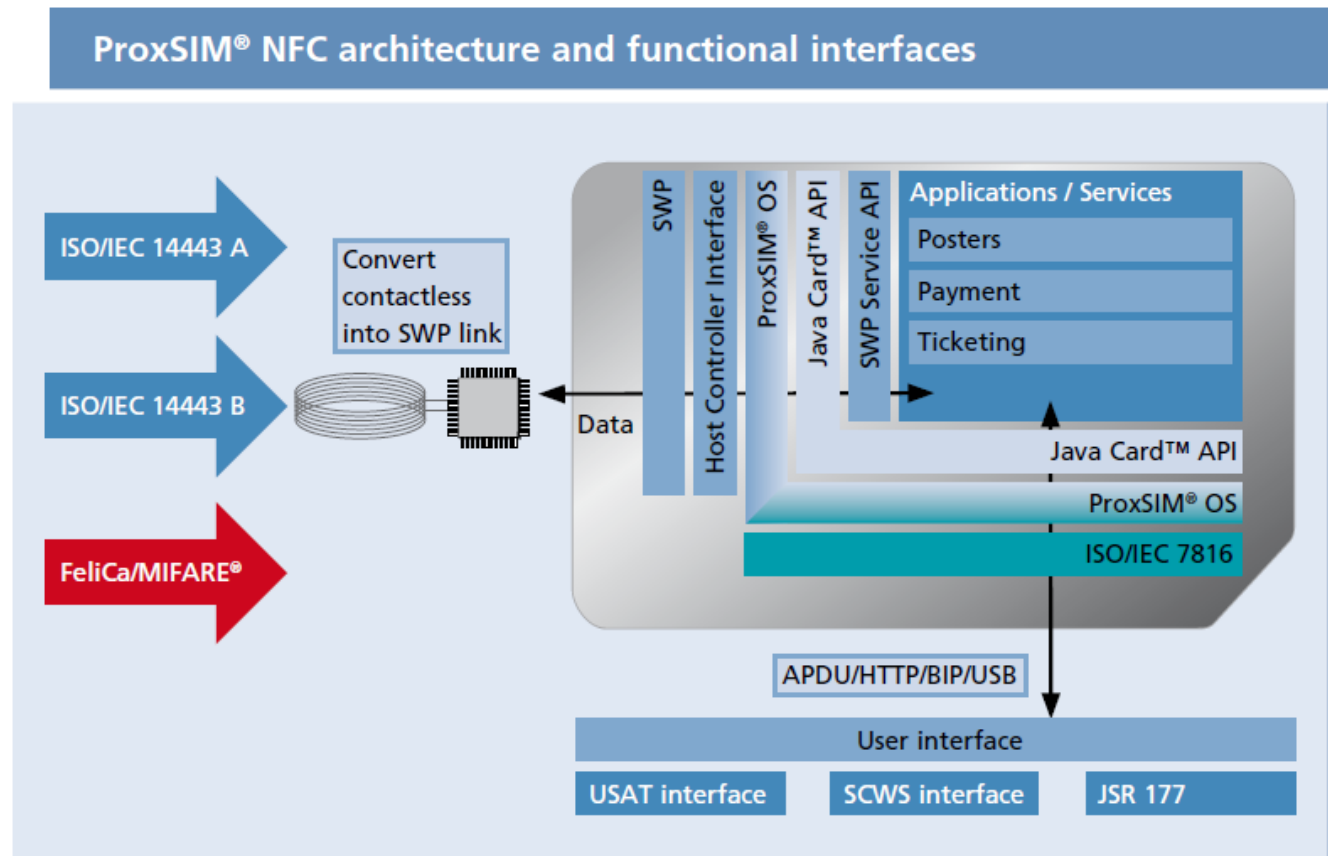 ProxSIM® NFC architecture and functional interfaces
ISO/IEC 14443 A
ISO/IEC 14443 B
FeliCa/MIFARE®
Convert
contactless
into SWP link
Data
SWP
Host Controller Interface
ProxSIM® OS
Java Card™ API
SWP Service API
Applications / Services
Posters
Payment
Ticketing
Java Card™ API
ProxSIM® OS
ISO/IEC 7816
APDU/HTTP/BIP/USB
User interface
USAT interface
SCWS interface
JSR 177